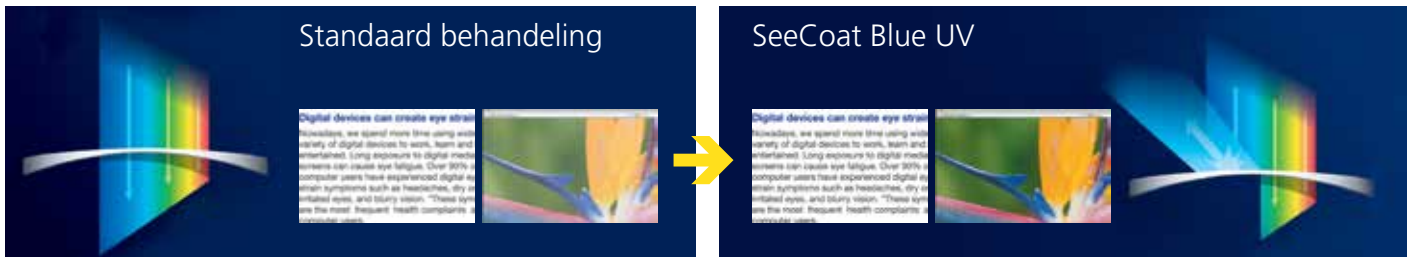 Standaard behandeling
Digital devices can create eye strain
Nowadays, we spend more time using wide
variety of digital devices to work, learn and
entertained. Long exposure to digital media
screens can cause eye fatigue. Over 90% o
computer users have experienced digital ey
strain symptoms such as headaches, dry or
irritated eyes, and blurry vision. "These sym
are the most frequent health complaints a
computer users.
SeeCoat Blue UV
Digital devices can create eye strain
Nowadays, we spend more time using wide
variety of digital devices to work, learn and
entertained. Long exposure to digital media
screens can cause eye fatigue. Over 90% o
computer users have experienced digital ey
strain symptoms such as headaches, dry or
irritated eyes, and blurry vision. "These sym
are the most frequent health complaints a
computer users.